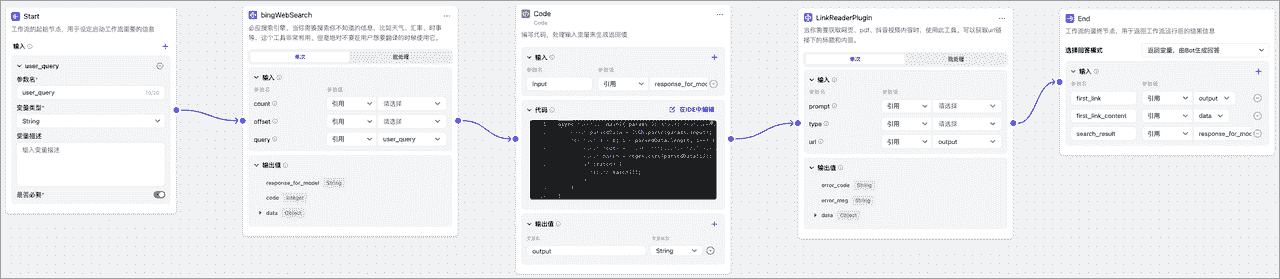 Start
工作流的起始节点，用于设定启动工作流需要的信息
输入
user_query
参数名*
user_query
10/20
变量类型*
String
变量描述
输入变量描述
是否必要*
bingWebSearch
必应搜索引擎。当你需要搜索你不知道的信息，比如天气、汇率、时事
等，这个工具非常有用。但是绝对不要在用户想要翻译的时候使用它。
单次
批处理
输入
参数名
参数值
count
引用
请选择
offset
引用
请选择
query
引用
user_query
输出值
response_for_model
String
code
Integer
data
Object
Code
Code
编写代码，处理输入变量来生成返回值
输入
参数名
参数值
input
引用
response_for_mod
代码
在IDE中编辑
输出值
变量名
变量类型
output
String
LinkReaderPlugin
当你需要获取网页、pdf、抖音视频内容时，使用此工具。可以获取url链
接下的标题和内容。
单次
批处理
输入
参数名
参数值
prompt
引用
请选择
type
引用
请选择
url
引用
output
输出值
error_code
String
error_msg
String
data
Object
End
工作流的最终节点，用于返回工作流运行后的结果信息
选择回答模式
返回变量，由Bot生成回答
输入
参数名
参数值
first_link
引用
output
first_link_content
引用
data
search_result
引用
response_for_mod